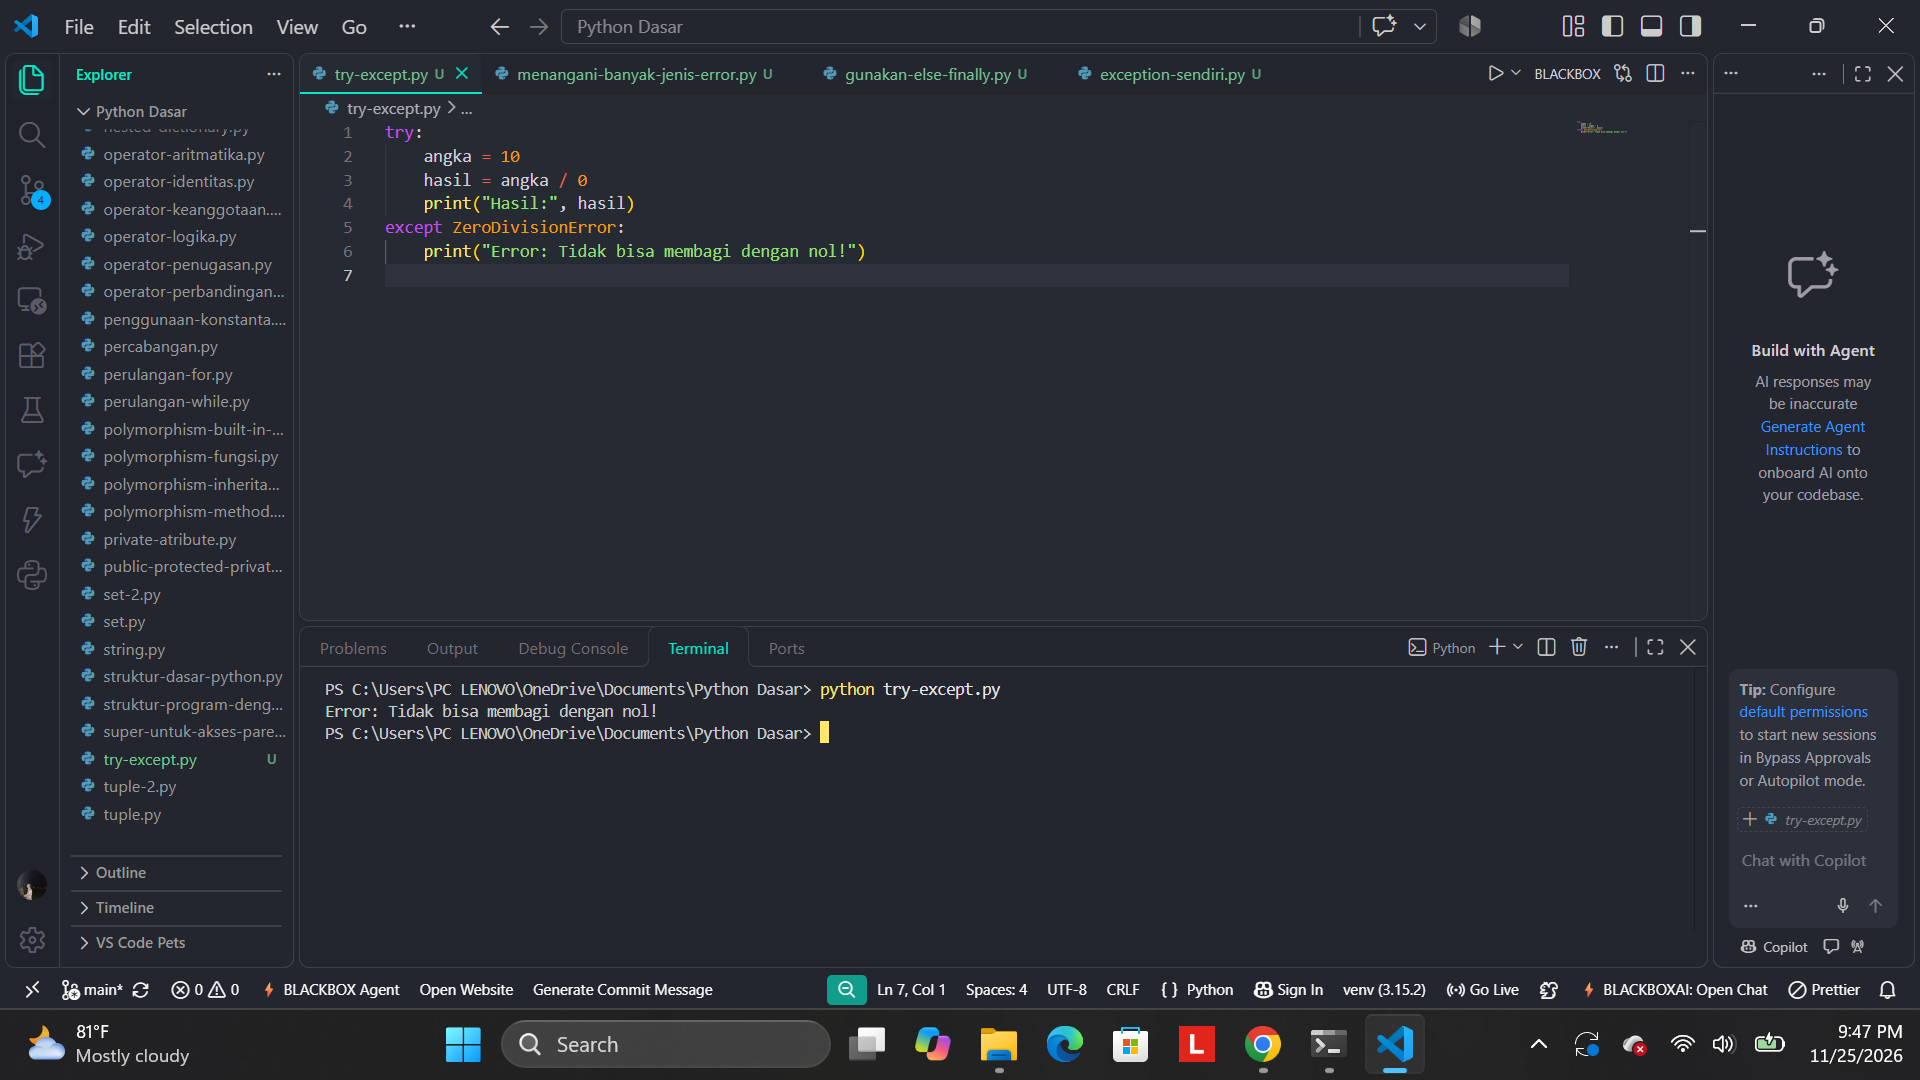 File Edit Selection View Go ...
Python Dasar
Explorer ...
Python Dasar
nested-dictionary.py
operator-aritmatika.py
operator-identitas.py
operator-keanggotaan....
operator-logika.py
operator-penugasan.py
operator-perbandingan...
penggunaan-konstanta....
percabangan.py
perulangan-for.py
perulangan-while.py
polymorphism-built-in-...
polymorphism-fungsi.py
polymorphism-inherita...
polymorphism-method....
private-atribute.py
public-protected-privat...
set-2.py
set.py
string.py
struktur-dasar-python.py
struktur-program-deng...
super-untuk-akses-pare...
try-except.py U
tuple-2.py
tuple.py
Outline
Timeline
VS Code Pets
4
try-except.py U menangani-banyak-jenis-error.py U gunakan-else-finally.py U exception-sendiri.py U BLACKBOX
try-except.py > ...
1 try:
2 angka = 10
3 hasil = angka / 0
4 print("Hasil:", hasil)
5 except ZeroDivisionError:
6 print("Error: Tidak bisa membagi dengan nol!")
7
Problems Output Debug Console Terminal Ports Python
PS C:\Users\PC LENOVO\OneDrive\Documents\Python Dasar> python try-except.py
Error: Tidak bisa membagi dengan nol!
PS C:\Users\PC LENOVO\OneDrive\Documents\Python Dasar>
Build with Agent
AI responses may
be inaccurate
Generate Agent
Instructions to
onboard AI onto
your codebase.
Tip: Configure
default permissions
to start new sessions
in Bypass Approvals
or Autopilot mode.
try-except.py
Chat with Copilot
Copilot
main* 0 0 BLACKBOX Agent Open Website Generate Commit Message Ln 7, Col 1 Spaces: 4 UTF-8 CRLF { } Python Sign In venv (3.15.2) Go Live BLACKBOXAI: Open Chat Prettier
81°F
Mostly cloudy
Search
L
9:47 PM
11/25/2026